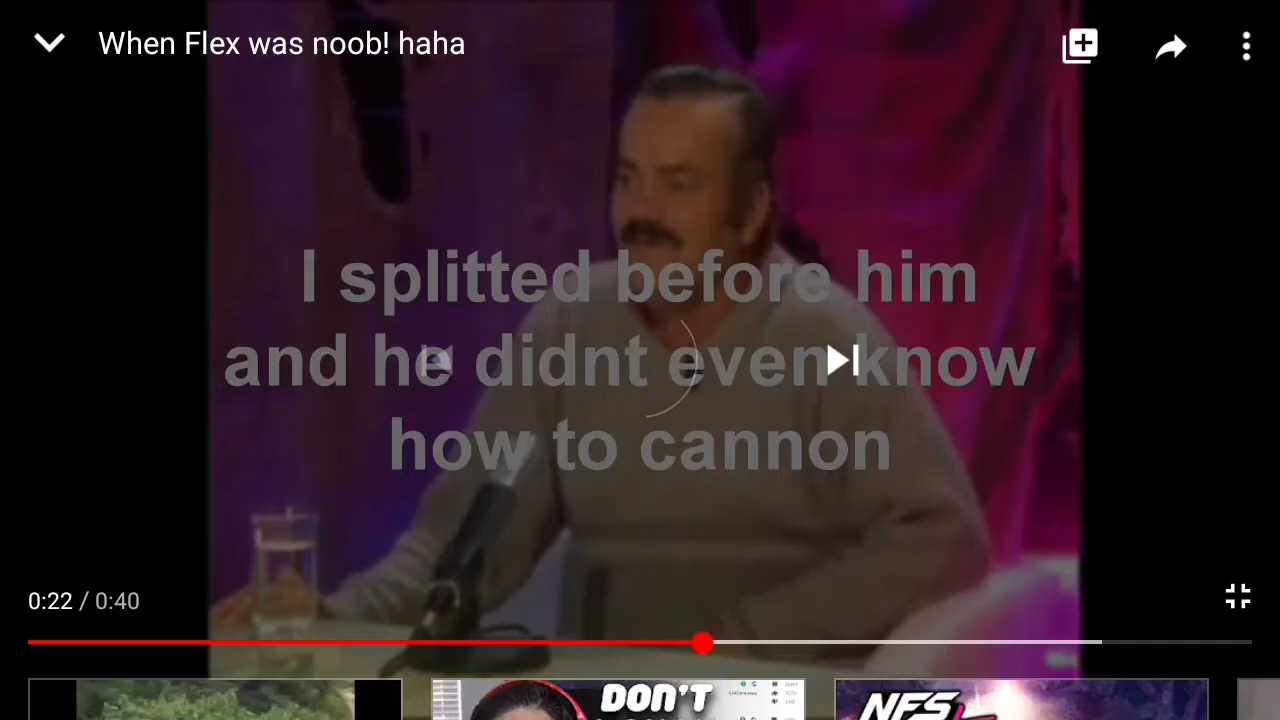 When Flex was noob! haha
I splitted before him
and he didnt even know
how to cannon
0:22 / 0:40
DON'T
NFS